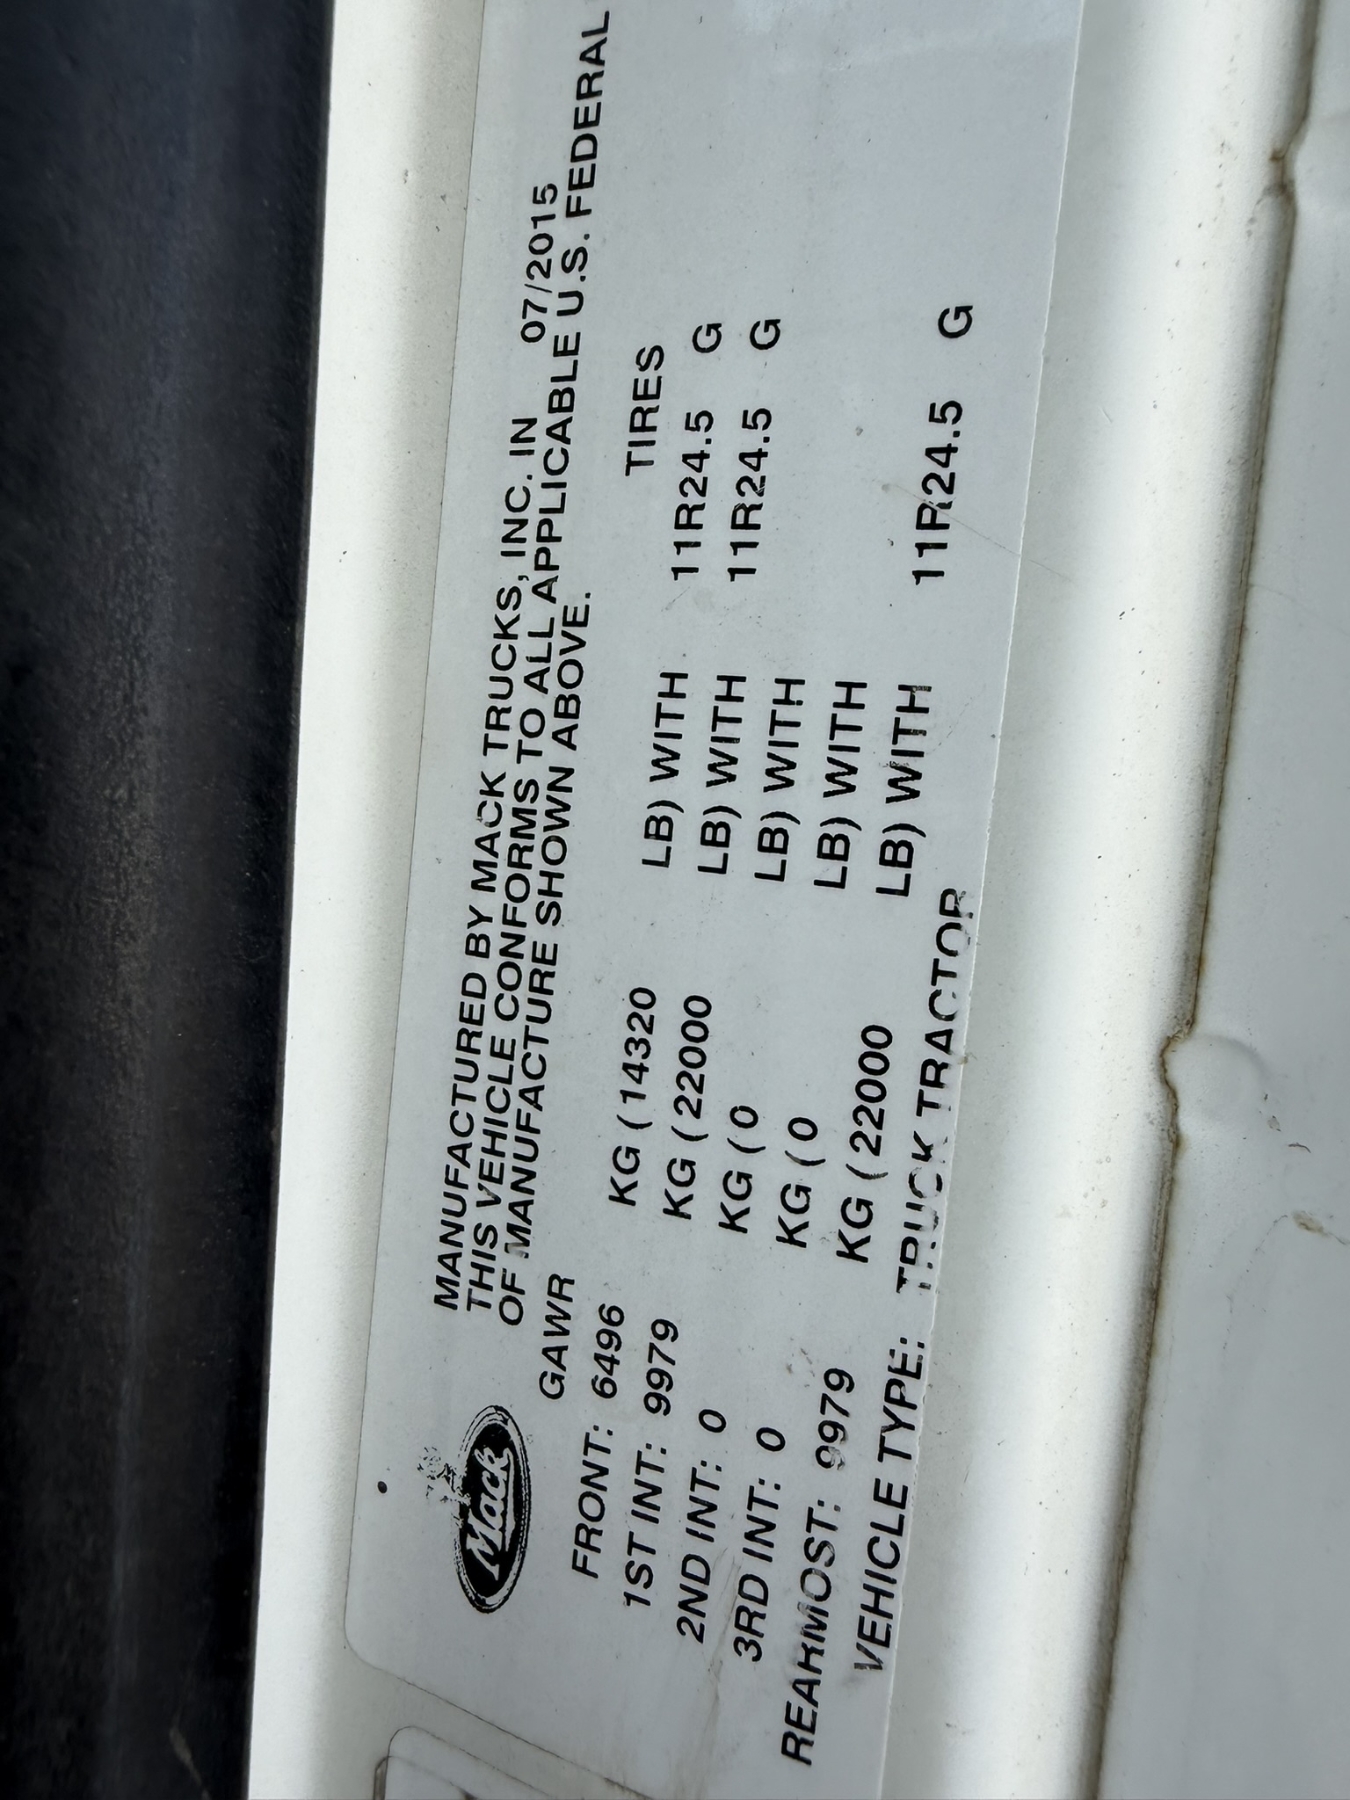 Mack
MANUFACTURED BY MACK TRUCKS, INC. IN 07/2015
THIS VEHICLE CONFORMS TO ALL APPLICABLE U.S. FEDERAL
OF MANUFACTURE SHOWN ABOVE.
GAWR TIRES
FRONT: 6496 KG (14320 LB) WITH 11R24.5 G
1ST INT: 9979 KG (22000 LB) WITH 11R24.5 G
2ND INT: 0 KG (0 LB) WITH
3RD INT: 0 KG (0 LB) WITH
REARMOST: 9979 KG (22000 LB) WITH 11R24.5 G
VEHICLE TYPE: TRUCK TRACTOR